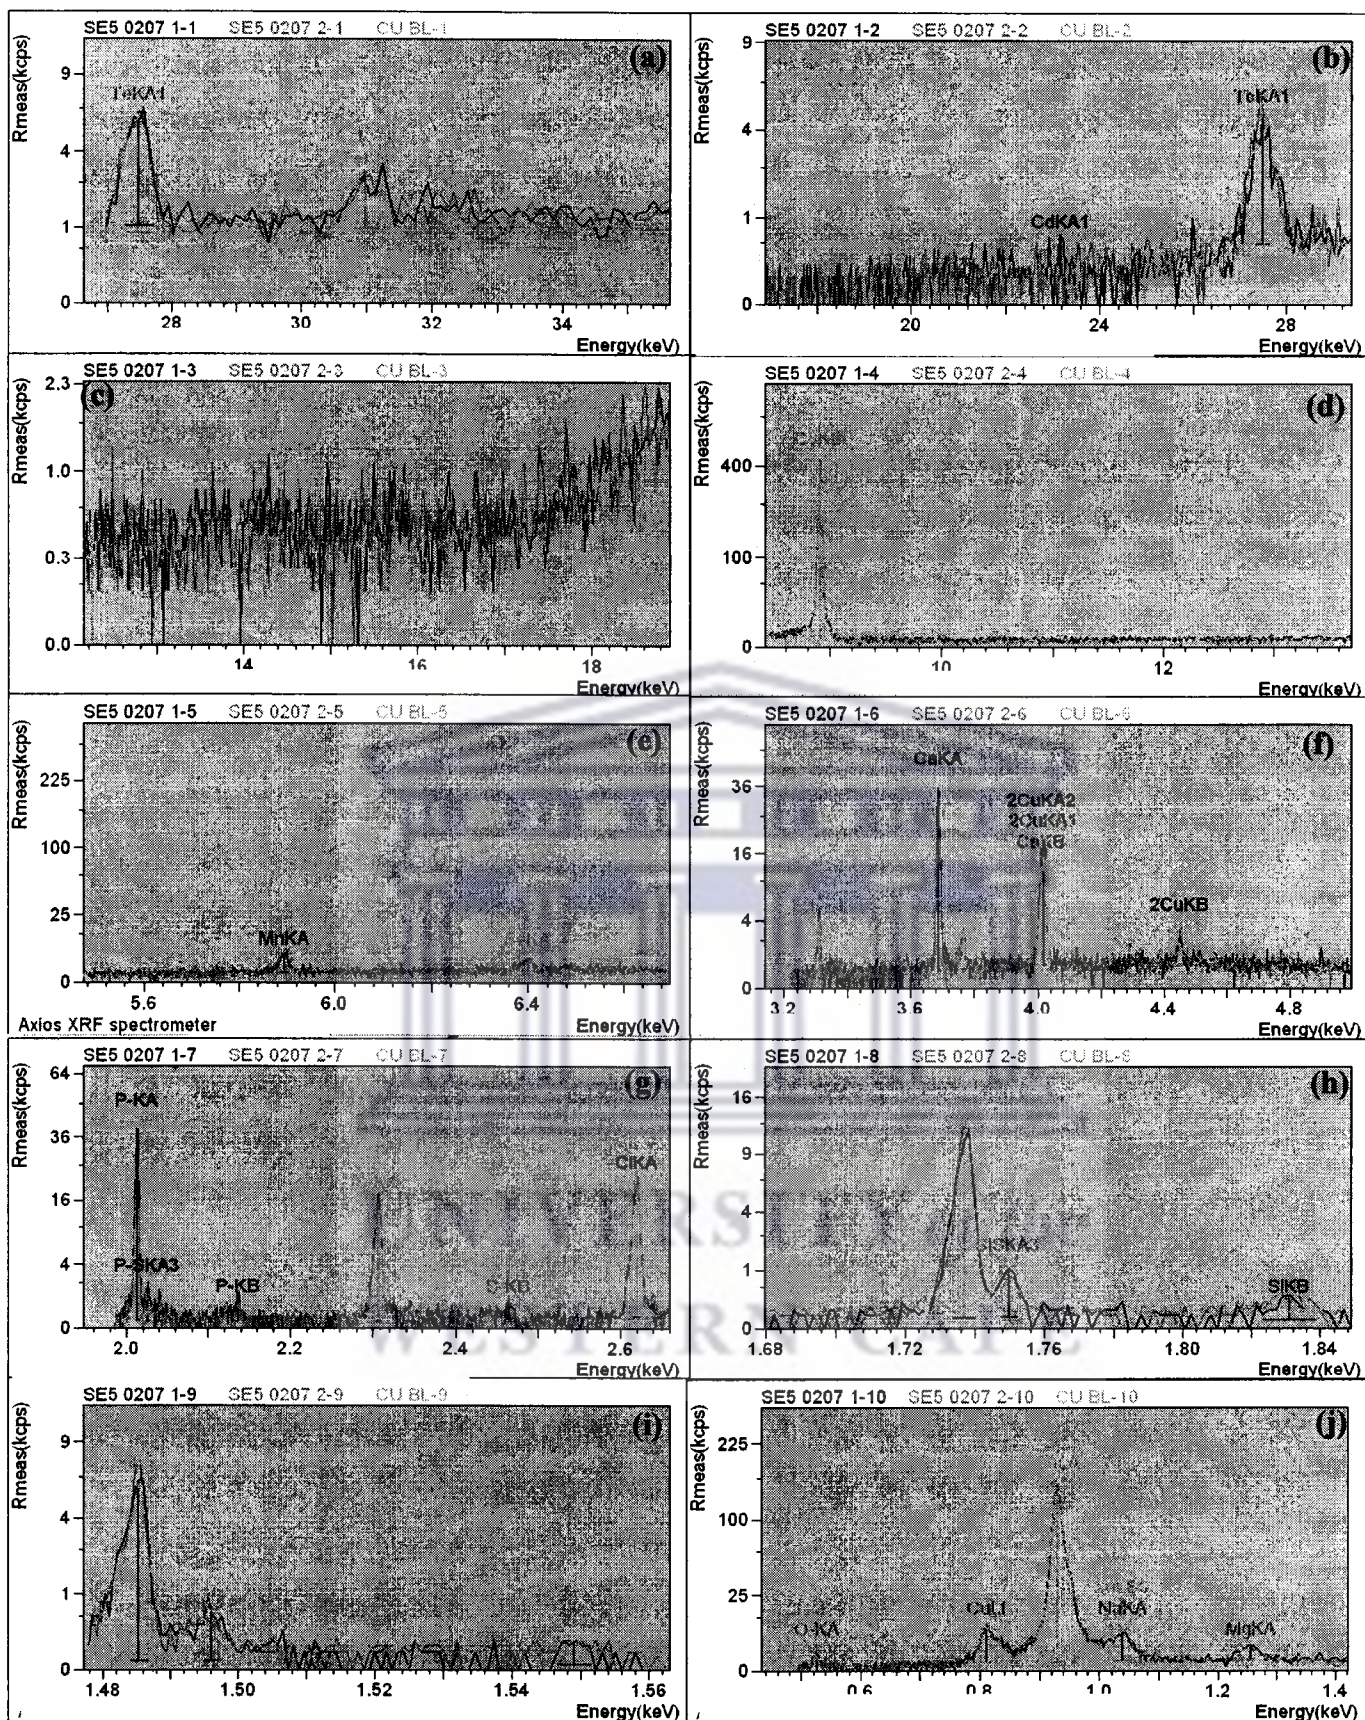 SE5 0207 1-1 SE5 0207 2-1 CU BL-1
(a)
Rmeas(kcps)
9
4
1
0
TeKA1
28 30 32 34
Energy(keV)
SE5 0207 1-2 SE5 0207 2-2 CU BL-2
(b)
Rmeas(kcps)
9
4
1
0
TeKA1
CdKA1
20 24 28
Energy(keV)
SE5 0207 1-3 SE5 0207 2-3 CU BL-3
(c)
Rmeas(kcps)
2.3
1.0
0.3
0.0
14 16 18
Energy(keV)
SE5 0207 1-4 SE5 0207 2-4 CU BL-4
(d)
Rmeas(kcps)
400
100
0
10 12
Energy(keV)
SE5 0207 1-5 SE5 0207 2-5 CU BL-5
(e)
Rmeas(kcps)
225
100
25
0
MnKA
5.6 6.0 6.4
Axios XRF spectrometer
Energy(keV)
SE5 0207 1-6 SE5 0207 2-6 CU BL-6
(f)
Rmeas(kcps)
36
16
4
0
CaKA
2CuKA2
2CuKA1
CaKB
2CuKB
3.2 3.6 4.0 4.4 4.8
Energy(keV)
SE5 0207 1-7 SE5 0207 2-7 CU BL-7
(g)
Rmeas(kcps)
64
36
16
4
0
P-KA
ClKA
P-SKA3
P-KB
S-KB
2.0 2.2 2.4 2.6
Energy(keV)
SE5 0207 1-8 SE5 0207 2-8 CU BL-8
(h)
Rmeas(kcps)
16
9
4
1
0
SiSKA3
SiKB
1.68 1.72 1.76 1.80 1.84
Energy(keV)
UNIVERSITY of the
WESTERN CAPE
SE5 0207 1-9 SE5 0207 2-9 CU BL-9
(i)
Rmeas(kcps)
9
4
1
0
1.48 1.50 1.52 1.54 1.56
Energy(keV)
SE5 0207 1-10 SE5 0207 2-10 CU BL-10
(j)
Rmeas(kcps)
225
100
25
0
O-KA
CuL1
NaKA
MgKA
0.6 0.8 1.0 1.2 1.4
Energy(keV)